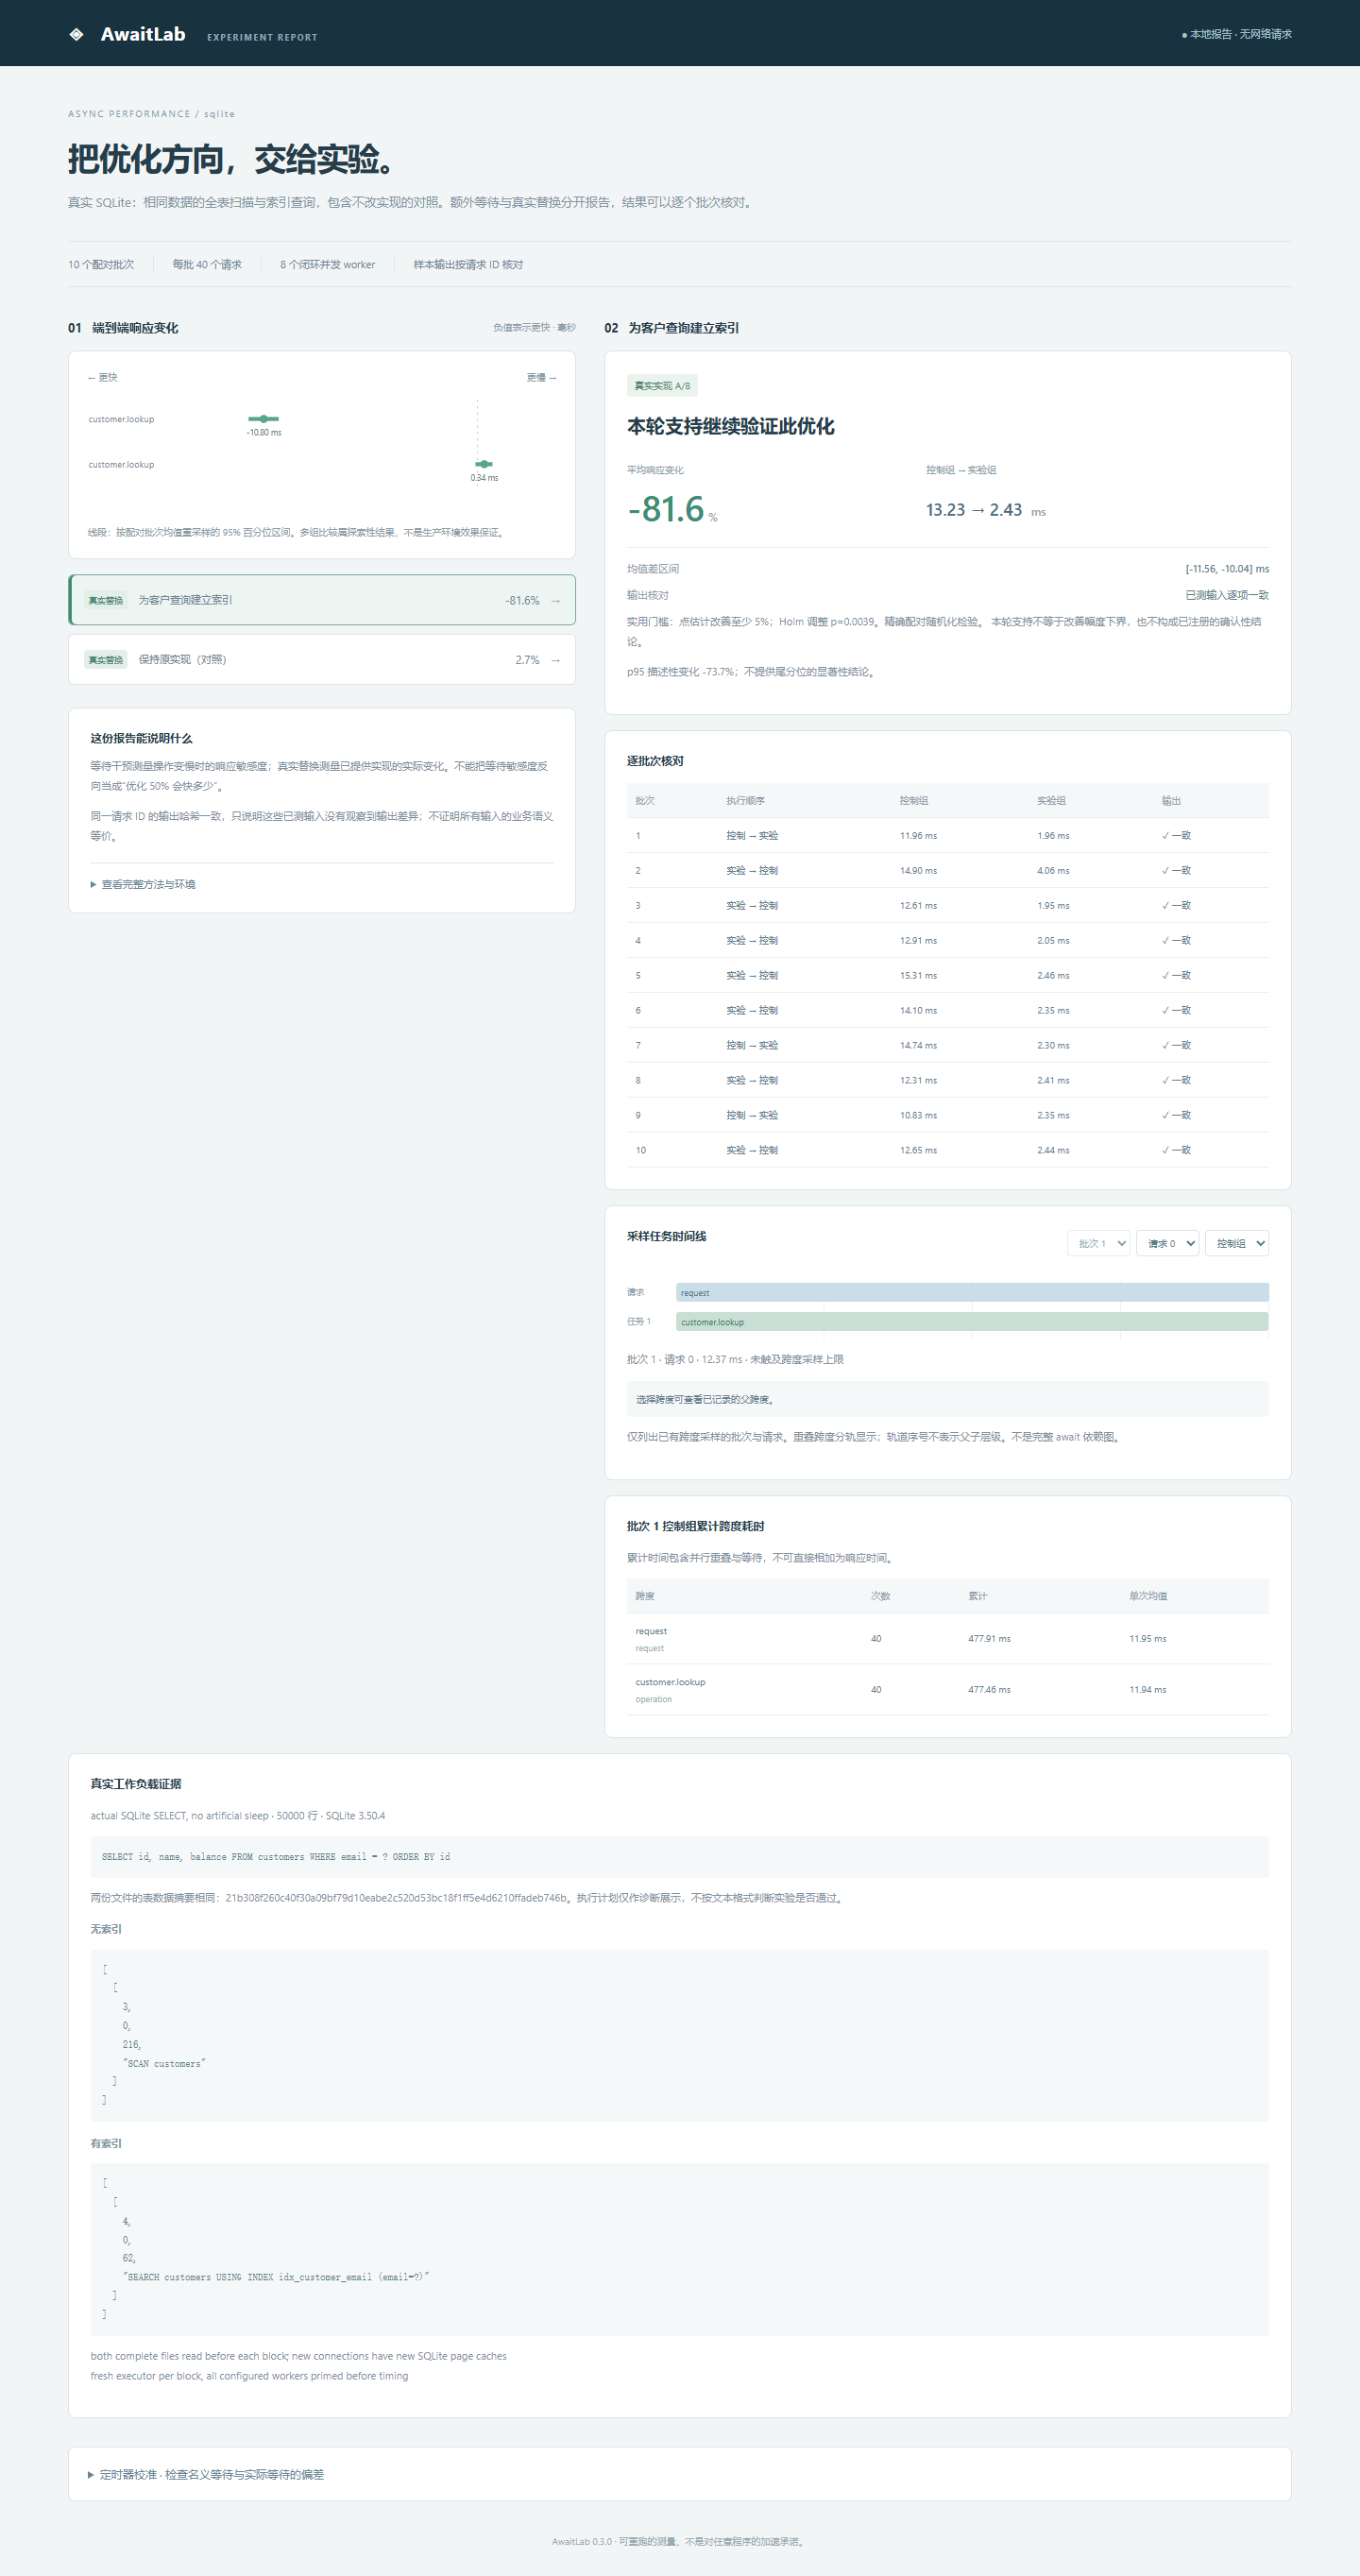 AwaitLab EXPERIMENT REPORT
● 本地报告 · 无网络请求
ASYNC PERFORMANCE / sqlite
把优化方向，交给实验。
真实 SQLite：相同数据的全表扫描与索引查询，包含不改实现的对照。额外等待与真实替换分开报告，结果可以逐个批次核对。
10 个配对批次
每批 40 个请求
8 个闭环并发 worker
样本输出按请求 ID 核对
01 端到端响应变化
负值表示更快 · 毫秒
← 更快
更慢 →
customer.lookup
-10.80 ms
customer.lookup
0.34 ms
线段：按配对批次均值重采样的 95% 百分位区间。多组比较属探索性结果，不是生产环境效果保证。
真实替换 为客户查询建立索引 -81.6% →
真实替换 保持原实现（对照） 2.7% →
这份报告能说明什么
等待干预测量操作变慢时的响应敏感度；真实替换测量已提供实现的实际变化。不能把等待敏感度反
向当成“优化 50% 会快多少”。
同一请求 ID 的输出哈希一致，只说明这些已测输入没有观察到输出差异；不证明所有输入的业务语义
等价。
▶ 查看完整方法与环境
02 为客户查询建立索引
真实实现 A/B
本轮支持继续验证此优化
平均响应变化
-81.6 %
控制组 → 实验组
13.23 → 2.43 ms
均值差区间 [-11.56, -10.04] ms
输出核对 已测输入逐项一致
实用门槛：点估计改善至少 5%；Holm 调整 p=0.0039。精确配对随机化检验。 本轮支持不等于改善幅度下界，也不构成已注册的确认性结
论。
p95 描述性变化 -73.7%；不提供尾分位的显著性结论。
逐批次核对
批次 执行顺序 控制组 实验组 输出
1 控制 → 实验 11.96 ms 1.96 ms ✓ 一致
2 实验 → 控制 14.90 ms 4.06 ms ✓ 一致
3 实验 → 控制 12.61 ms 1.95 ms ✓ 一致
4 实验 → 控制 12.91 ms 2.05 ms ✓ 一致
5 实验 → 控制 15.31 ms 2.46 ms ✓ 一致
6 实验 → 控制 14.10 ms 2.35 ms ✓ 一致
7 控制 → 实验 14.74 ms 2.30 ms ✓ 一致
8 实验 → 控制 12.31 ms 2.41 ms ✓ 一致
9 控制 → 实验 10.83 ms 2.35 ms ✓ 一致
10 实验 → 控制 12.65 ms 2.44 ms ✓ 一致
采样任务时间线
批次 1
请求 0
控制组
请求 request
任务 1 customer.lookup
批次 1 · 请求 0 · 12.37 ms · 未触及跨度采样上限
选择跨度可查看已记录的父跨度。
仅列出已有跨度采样的批次与请求。重叠跨度分轨显示；轨道序号不表示父子层级。不是完整 await 依赖图。
批次 1 控制组累计跨度耗时
累计时间包含并行重叠与等待，不可直接相加为响应时间。
跨度 次数 累计 单次均值
request
request
40 477.91 ms 11.95 ms
customer.lookup
operation
40 477.46 ms 11.94 ms
真实工作负载证据
actual SQLite SELECT, no artificial sleep · 50000 行 · SQLite 3.50.4
SELECT id, name, balance FROM customers WHERE email = ? ORDER BY id
两份文件的表数据摘要相同：21b308f260c40f30a09bf79d10eabe2c520d53bc18f1ff5e4d6210ffadeb746b。执行计划仅作诊断展示，不按文本格式判断实验是否通过。
无索引
[
[
3,
0,
216,
"SCAN customers"
]
]
有索引
[
[
4,
0,
62,
"SEARCH customers USING INDEX idx_customer_email (email=?)"
]
]
both complete files read before each block; new connections have new SQLite page caches
fresh executor per block, all configured workers primed before timing
▶ 定时器校准 · 检查名义等待与实际等待的偏差
AwaitLab 0.3.0 · 可重跑的测量，不是对任意程序的加速承诺。